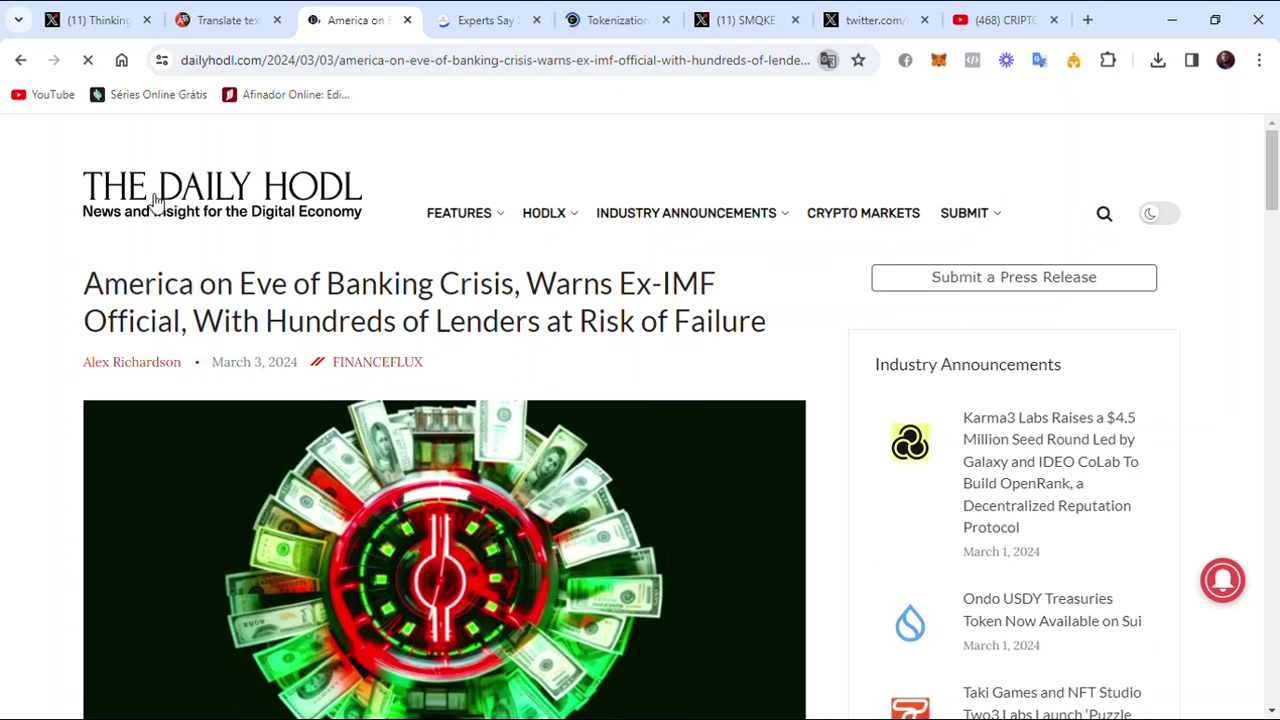 (11) Thinking
Translate tex
America on E
Experts Say X
Tokenization
(11) SMQKE
twitter.com/
(468) CRIPTO
dailyhodl.com/2024/03/03/america-on-eve-of-banking-crisis-warns-ex-imf-official-with-hundreds-of-lende...
YouTube
Séries Online Grátis
Afinador Online: Edi...
THE DAILY HODL
News and Insight for the Digital Economy
FEATURES
HODLX
INDUSTRY ANNOUNCEMENTS
CRYPTO MARKETS
SUBMIT
America on Eve of Banking Crisis, Warns Ex-IMF
Official, With Hundreds of Lenders at Risk of Failure
Alex Richardson • March 3, 2024 // FINANCEFLUX
Submit a Press Release
Industry Announcements
Karma3 Labs Raises a $4.5
Million Seed Round Led by
Galaxy and IDEO CoLab To
Build OpenRank, a
Decentralized Reputation
Protocol
March 1, 2024
Ondo USDY Treasuries
Token Now Available on Sui
March 1, 2024
Taki Games and NFT Studio
Two3 Labs Launch ‘Puzzle